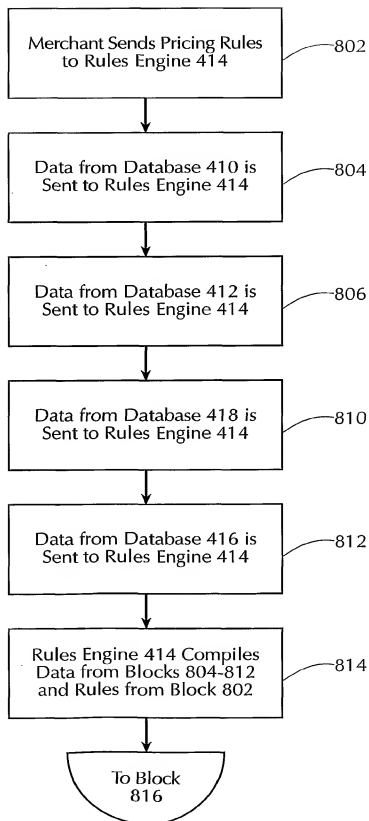 Merchant Sends Pricing Rules
to Rules Engine 414
802
Data from Database 410 is
Sent to Rules Engine 414
804
Data from Database 412 is
Sent to Rules Engine 414
806
Data from Database 418 is
Sent to Rules Engine 414
810
Data from Database 416 is
Sent to Rules Engine 414
812
Rules Engine 414 Compiles
Data from Blocks 804-812
and Rules from Block 802
814
To Block
816